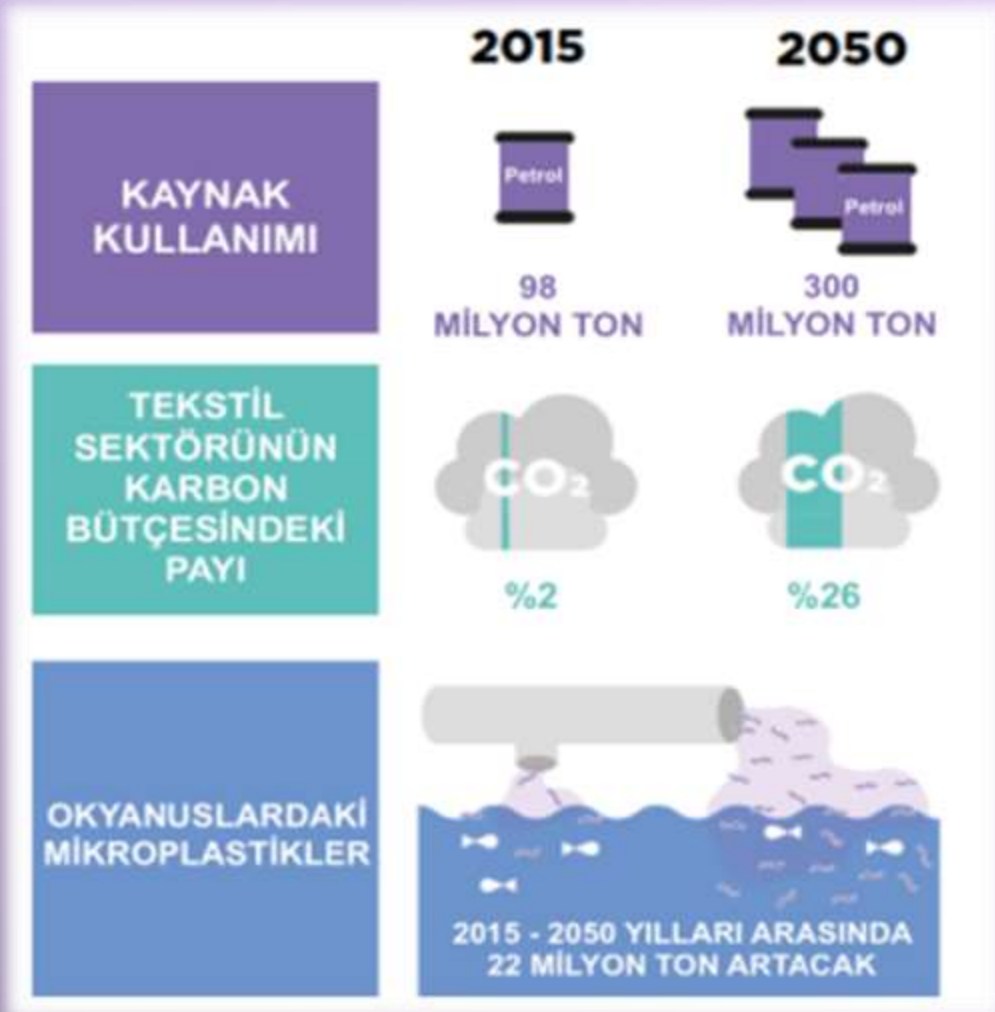 2015
2050
KAYNAK
KULLANIMI
Petrol
Petrol
98
MİLYON TON
300
MİLYON TON
TEKSTİL
SEKTÖRÜNÜN
KARBON
BÜTÇESİNDEKİ
PAYI
CO₂
CO₂
%2
%26
OKYANUSLARDAKİ
MİKROPLASTİKLER
2015 - 2050 YILLARI ARASINDA
22 MİLYON TON ARTACAK